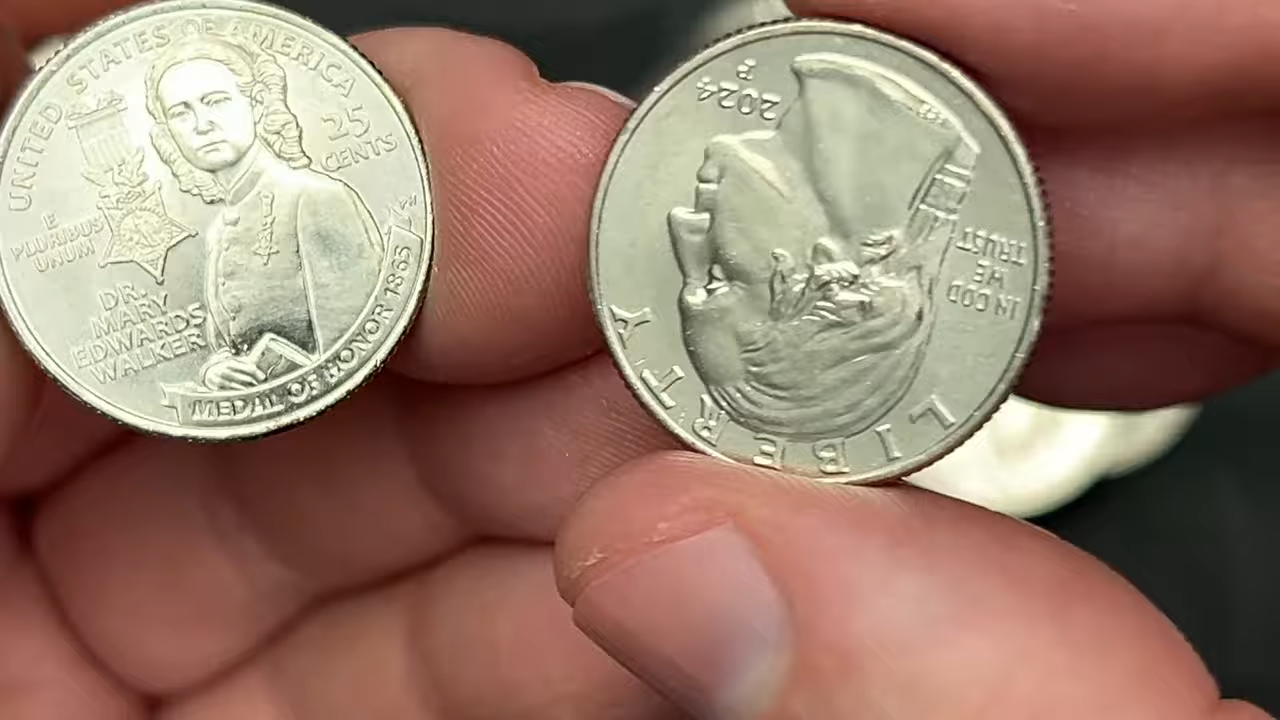 UNITED STATES OF AMERICA
25
CENTS
E
PLURIBUS
UNUM
DR.
MARY
EDWARDS
WALKER
MEDAL OF HONOR 1865
LIBERTY
IN GOD
WE
TRUST
2024
P